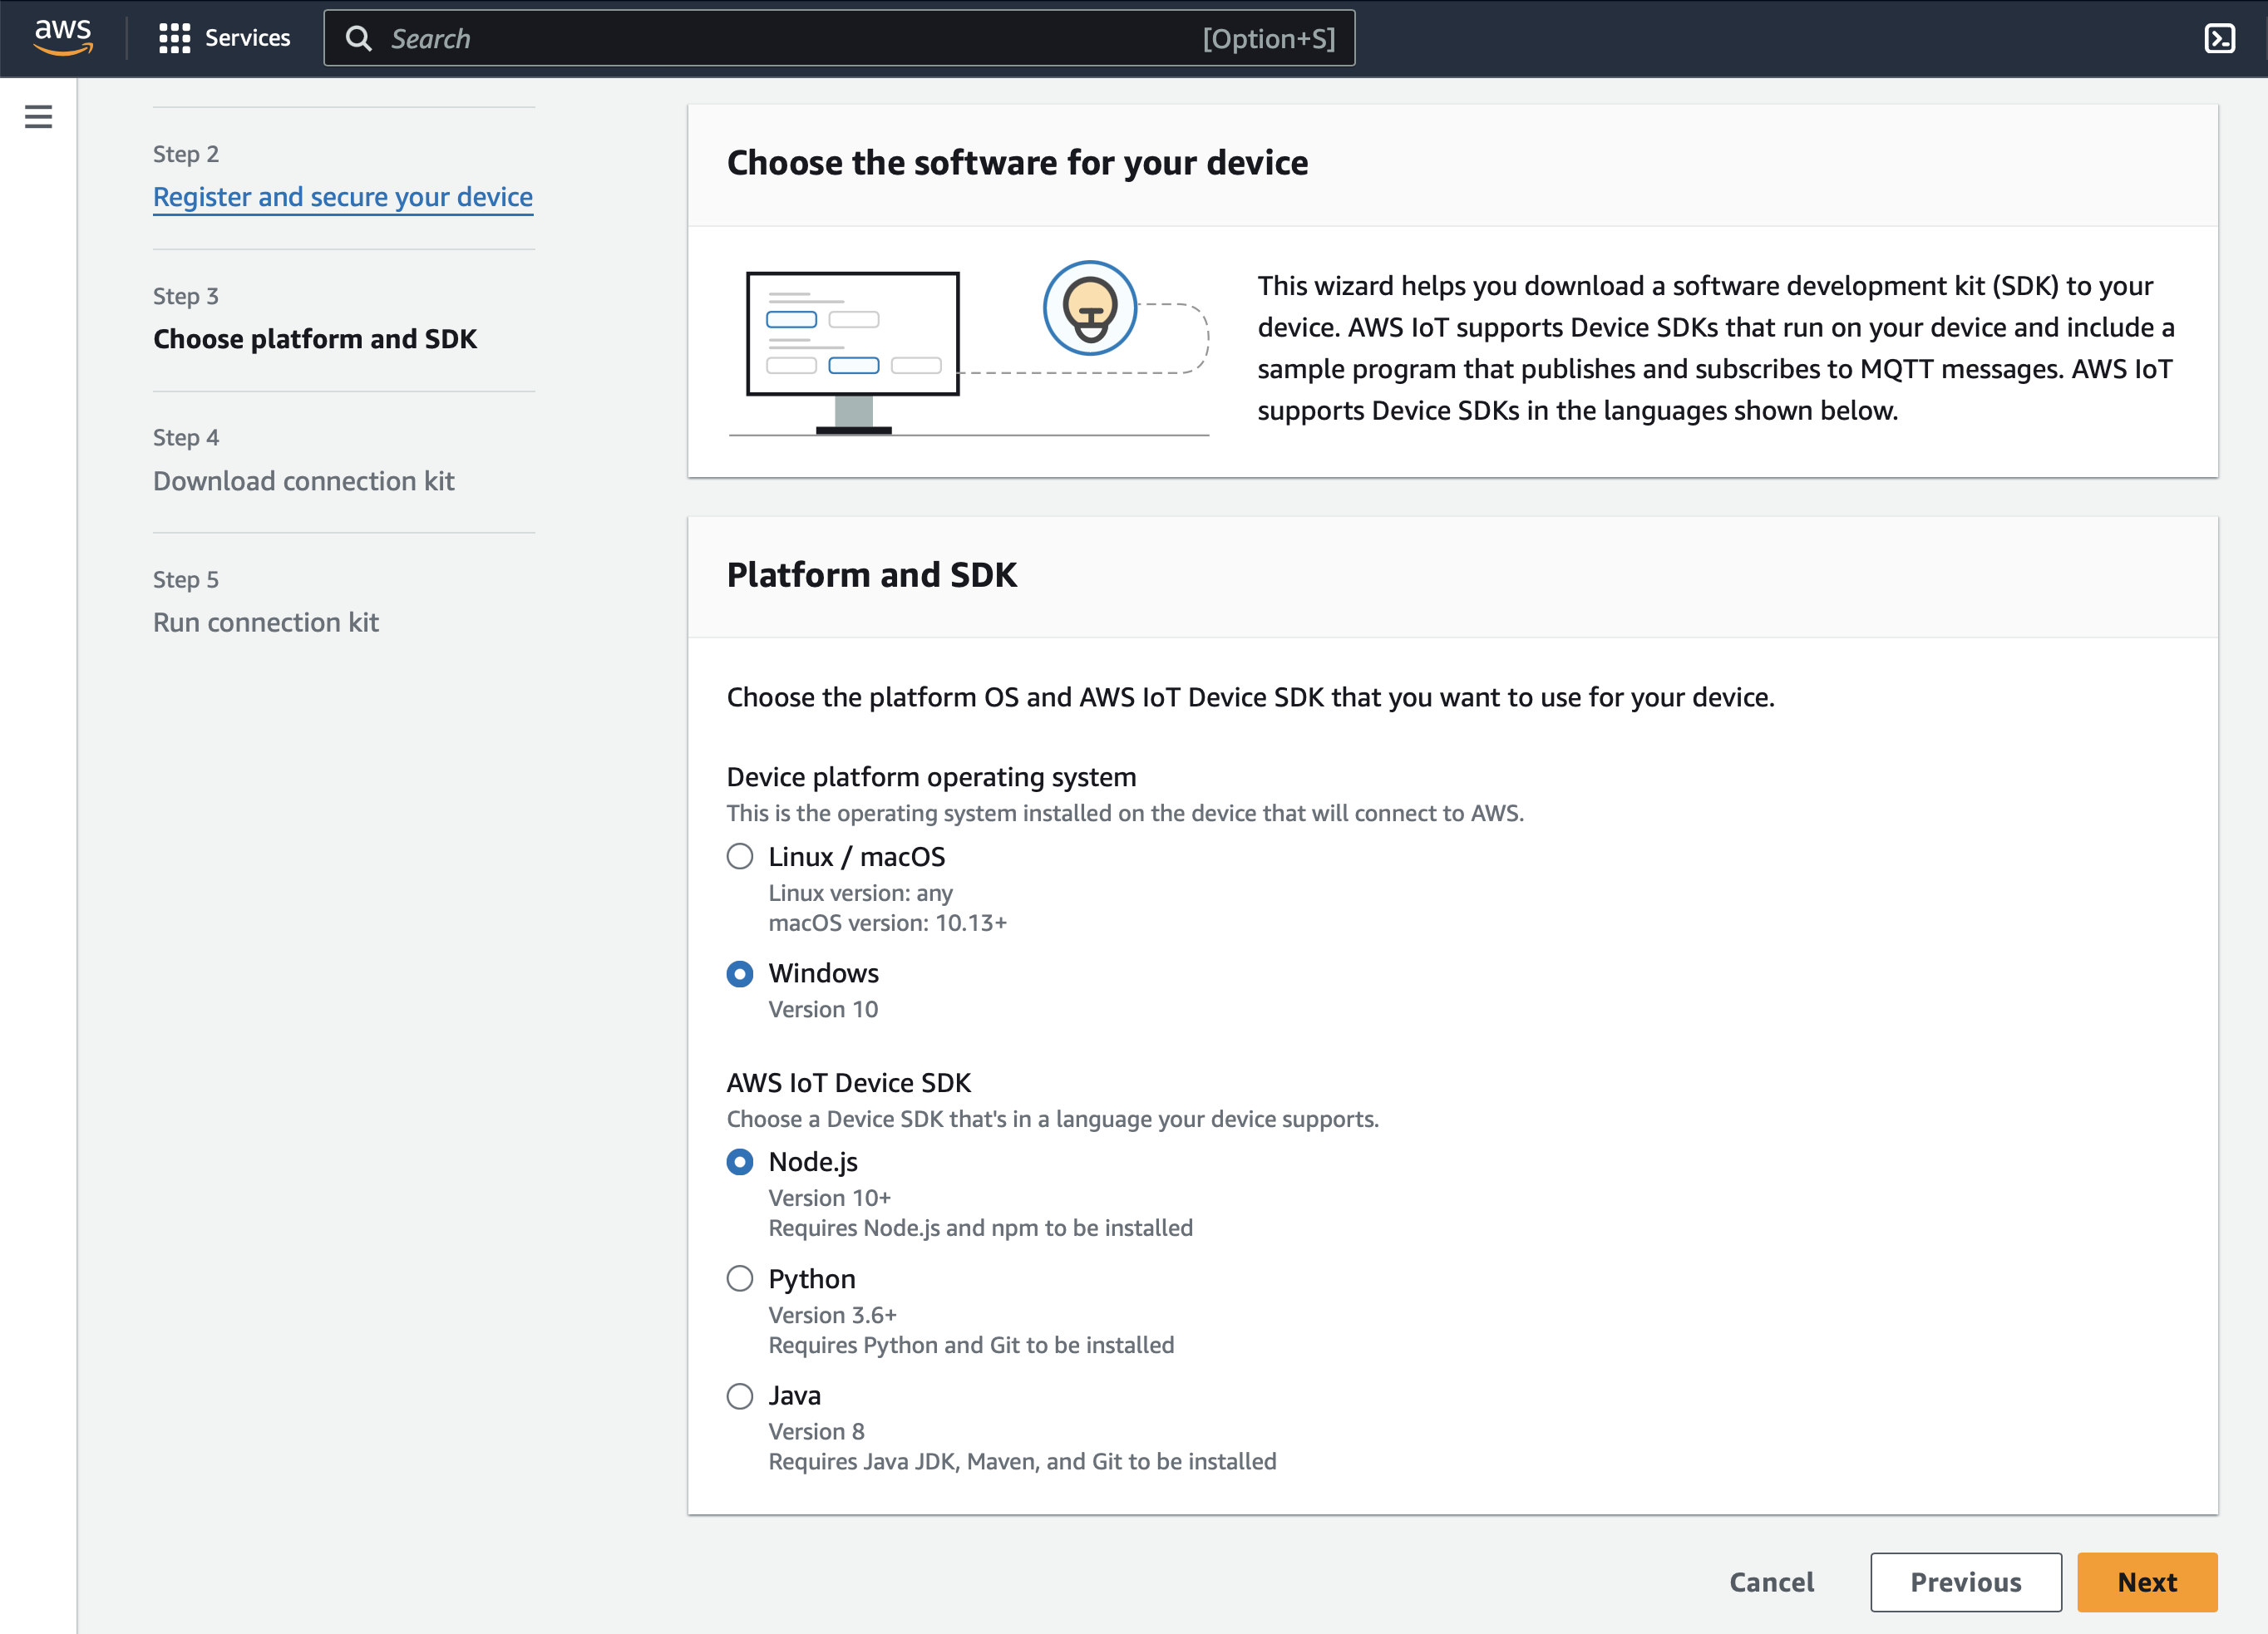 aws
Services
Search
[Option+S]
Step 2
Register and secure your device
Step 3
Choose platform and SDK
Step 4
Download connection kit
Step 5
Run connection kit
Choose the software for your device
This wizard helps you download a software development kit (SDK) to your
device. AWS IoT supports Device SDKs that run on your device and include a
sample program that publishes and subscribes to MQTT messages. AWS IoT
supports Device SDKs in the languages shown below.
Platform and SDK
Choose the platform OS and AWS IoT Device SDK that you want to use for your device.
Device platform operating system
This is the operating system installed on the device that will connect to AWS.
Linux / macOS
Linux version: any
macOS version: 10.13+
Windows
Version 10
AWS IoT Device SDK
Choose a Device SDK that's in a language your device supports.
Node.js
Version 10+
Requires Node.js and npm to be installed
Python
Version 3.6+
Requires Python and Git to be installed
Java
Version 8
Requires Java JDK, Maven, and Git to be installed
Cancel
Previous
Next